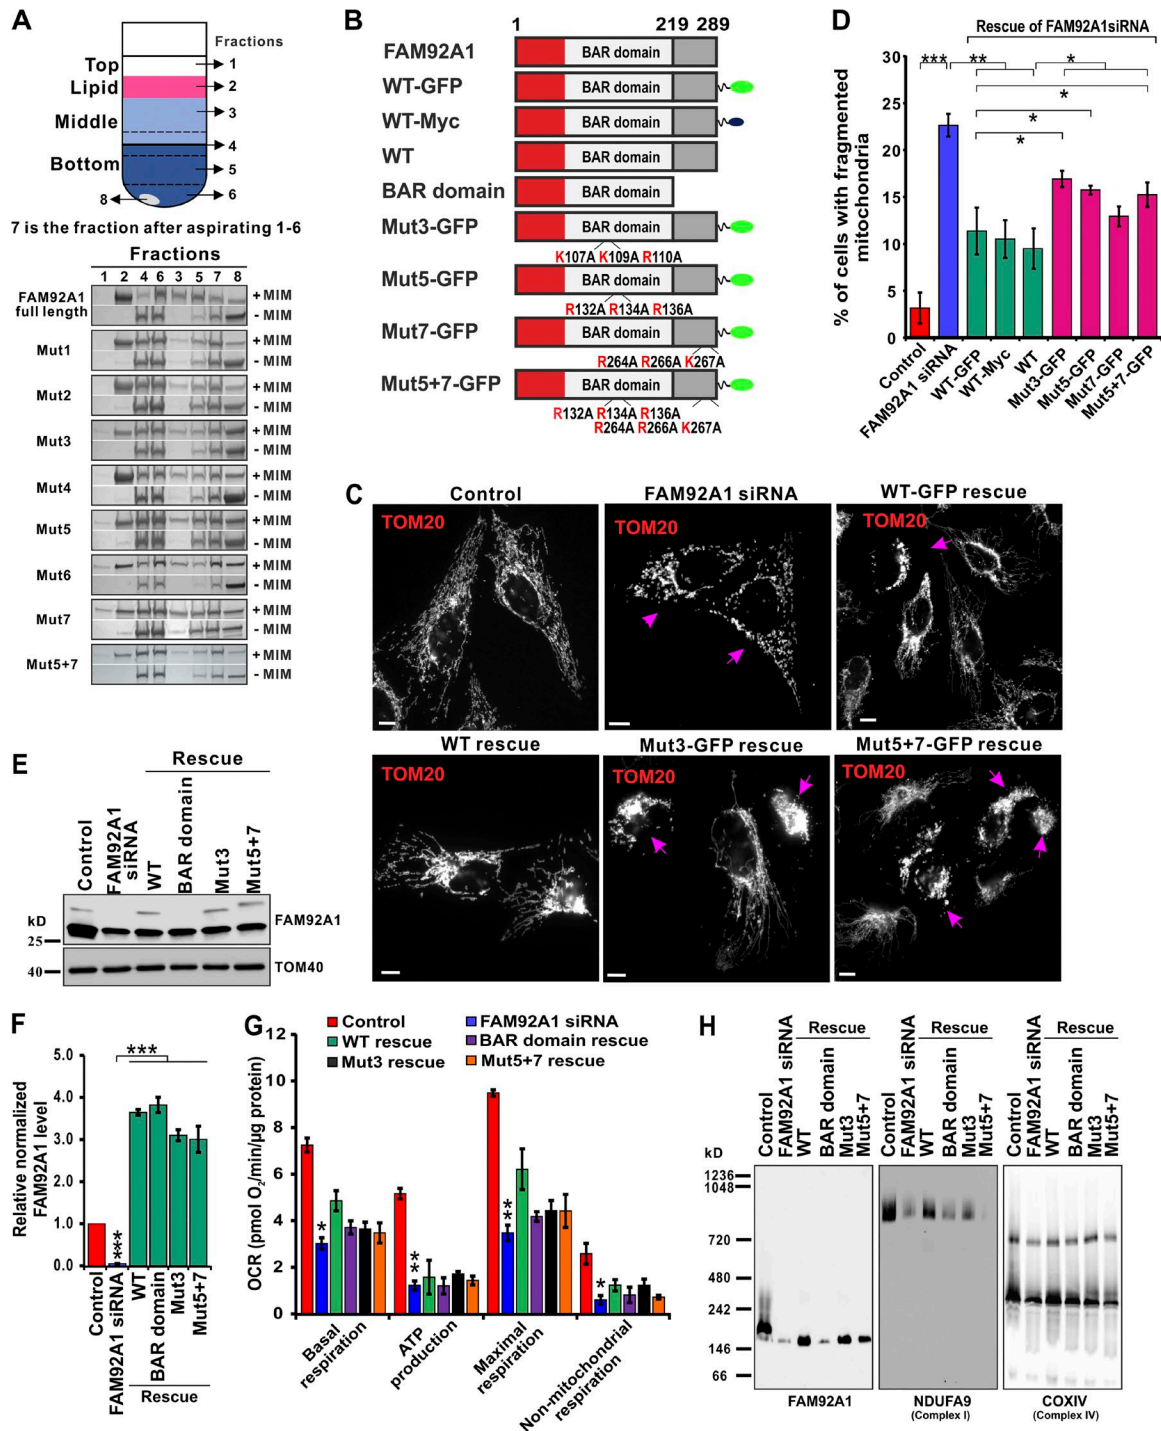 A
Fractions
Top
1
Lipid
2
Middle
3
4
Bottom
5
8
6
7 is the fraction after aspirating 1-6
Fractions
1 2 4 6 3 5 7 8
FAM92A1 full length
+ MIM
- MIM
Mut1
+ MIM
- MIM
Mut2
+ MIM
- MIM
Mut3
+ MIM
- MIM
Mut4
+ MIM
- MIM
Mut5
+ MIM
- MIM
Mut6
+ MIM
- MIM
Mut7
+ MIM
- MIM
Mut5+7
+ MIM
- MIM
B
1 219 289
FAM92A1 BAR domain
WT-GFP BAR domain
WT-Myc BAR domain
WT BAR domain
BAR domain BAR domain
Mut3-GFP BAR domain
K107A K109A R110A
Mut5-GFP BAR domain
R132A R134A R136A
Mut7-GFP BAR domain
R264A R266A K267A
Mut5+7-GFP BAR domain
R132A R134A R136A
R264A R266A K267A
C
Control
TOM20
FAM92A1 siRNA
TOM20
WT-GFP rescue
TOM20
WT rescue
TOM20
Mut3-GFP rescue
TOM20
Mut5+7-GFP rescue
TOM20
D
Rescue of FAM92A1siRNA
*** ** *
*
*
*
% of cells with fragmented
mitochondria
30
25
20
15
10
5
0
Control
FAM92A1 siRNA
WT-GFP
WT-Myc
WT
Mut3-GFP
Mut5-GFP
Mut7-GFP
Mut5+7-GFP
E
Rescue
Control
FAM92A1
siRNA
WT
BAR domain
Mut3
Mut5+7
kD
25
FAM92A1
40
TOM40
F
Relative normalized
FAM92A1 level
5.0
4.0
3.0
2.0
1.0
0.0
***
***
Control
FAM92A1 siRNA
WT
BAR domain
Mut3
Mut5+7
Rescue
G
Control
FAM92A1 siRNA
WT rescue
BAR domain rescue
Mut3 rescue
Mut5+7 rescue
OCR (pmol O2/min/µg protein)
12
10
8
6
4
2
0
*
**
**
*
Basal
respiration
ATP
production
Maximal
respiration
Non-mitochondrial
respiration
H
Rescue
Rescue
Rescue
Control
FAM92A1 siRNA
WT
BAR domain
Mut3
Mut5+7
Control
FAM92A1 siRNA
WT
BAR domain
Mut3
Mut5+7
Control
FAM92A1 siRNA
WT
BAR domain
Mut3
Mut5+7
kD
1236
1048
720
480
242
146
66
FAM92A1
NDUFA9
(Complex I)
COXIV
(Complex IV)